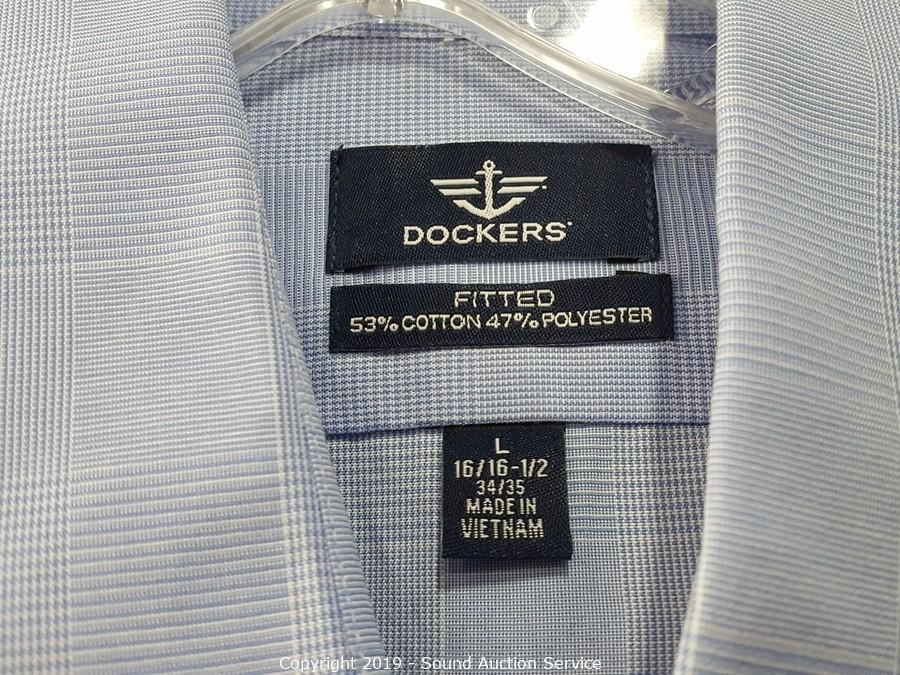 DOCKERS
FITTED
53% COTTON 47% POLYESTER
L
16/16-1/2
34/35
MADE IN
VIETNAM
Copyright 2019 - Sound Auction Service